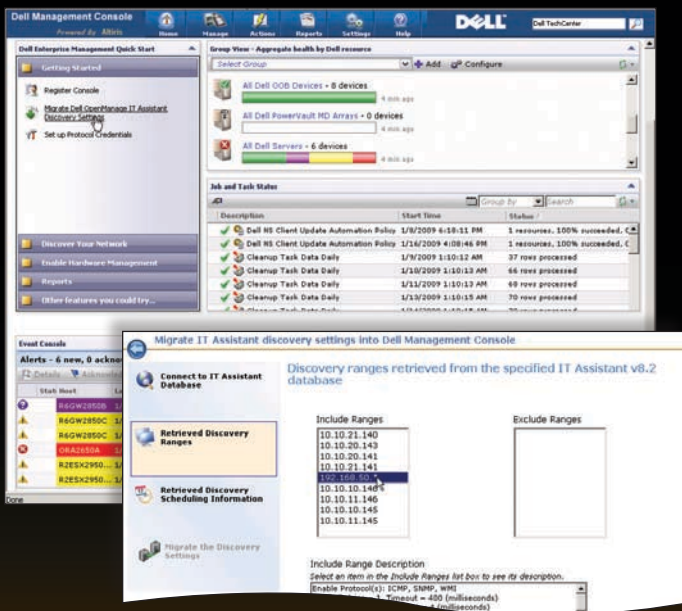 Dell Management Console
Powered By Altiris
Home
Manage
Actions
Reports
Settings
Help
DELL
Dell TechCenter
Dell Enterprise Management Quick Start
Getting Started
Register Console
Migrate Dell OpenManage IT Assistant
Discovery Settings
Set up Protocol Credentials
Discover Your Network
Enable Hardware Management
Reports
Other features you could try...
Group View - Aggregate health by Dell resource
Select Group
Add
Configure
All Dell OOB Devices - 8 devices
4 min ago
All Dell PowerVault MD Arrays - 0 devices
4 min ago
All Dell Servers - 6 devices
4 min ago
Job and Task Status
Group by
Search
Description Start Time Status
Dell NS Client Update Automation Policy 1/8/2009 6:18:11 PM 1 resources, 100% succeeded,
Dell NS Client Update Automation Policy 1/16/2009 4:08:46 PM 1 resources, 100% succeeded,
Cleanup Task Data Daily 1/9/2009 1:10:12 AM 37 rows processed
Cleanup Task Data Daily 1/10/2009 1:10:13 AM 66 rows processed
Cleanup Task Data Daily 1/11/2009 1:10:13 AM 68 rows processed
Cleanup Task Data Daily 1/13/2009 1:10:15 AM 70 rows processed
Event Console
Alerts - 6 new, 0
Details
R6GW2850B
R6GW2850C
R6GW2850C
ORA2650A
R2ESX2950...
R2ESX2950...
Done
Migrate IT Assistant discovery settings into Dell Management Console
Connect to IT Assistant
Database
Retrieved Discovery
Ranges
Retrieved Discovery
Scheduling Information
Migrate the Discovery
Settings
Discovery ranges retrieved from the specified IT Assistant v8.2
database
Include Ranges
10.10.21.140
10.10.20.143
10.10.20.141
10.10.21.141
192.168.50.*
10.10.10.146
10.10.11.146
10.10.10.145
10.10.11.145
Exclude Ranges
Include Range Description
Select an item in the Include Ranges list box to see its description.
Enable Protocol(s): ICMP, SNMP, WMI
Timeout = 400 (milliseconds)
(milliseconds)